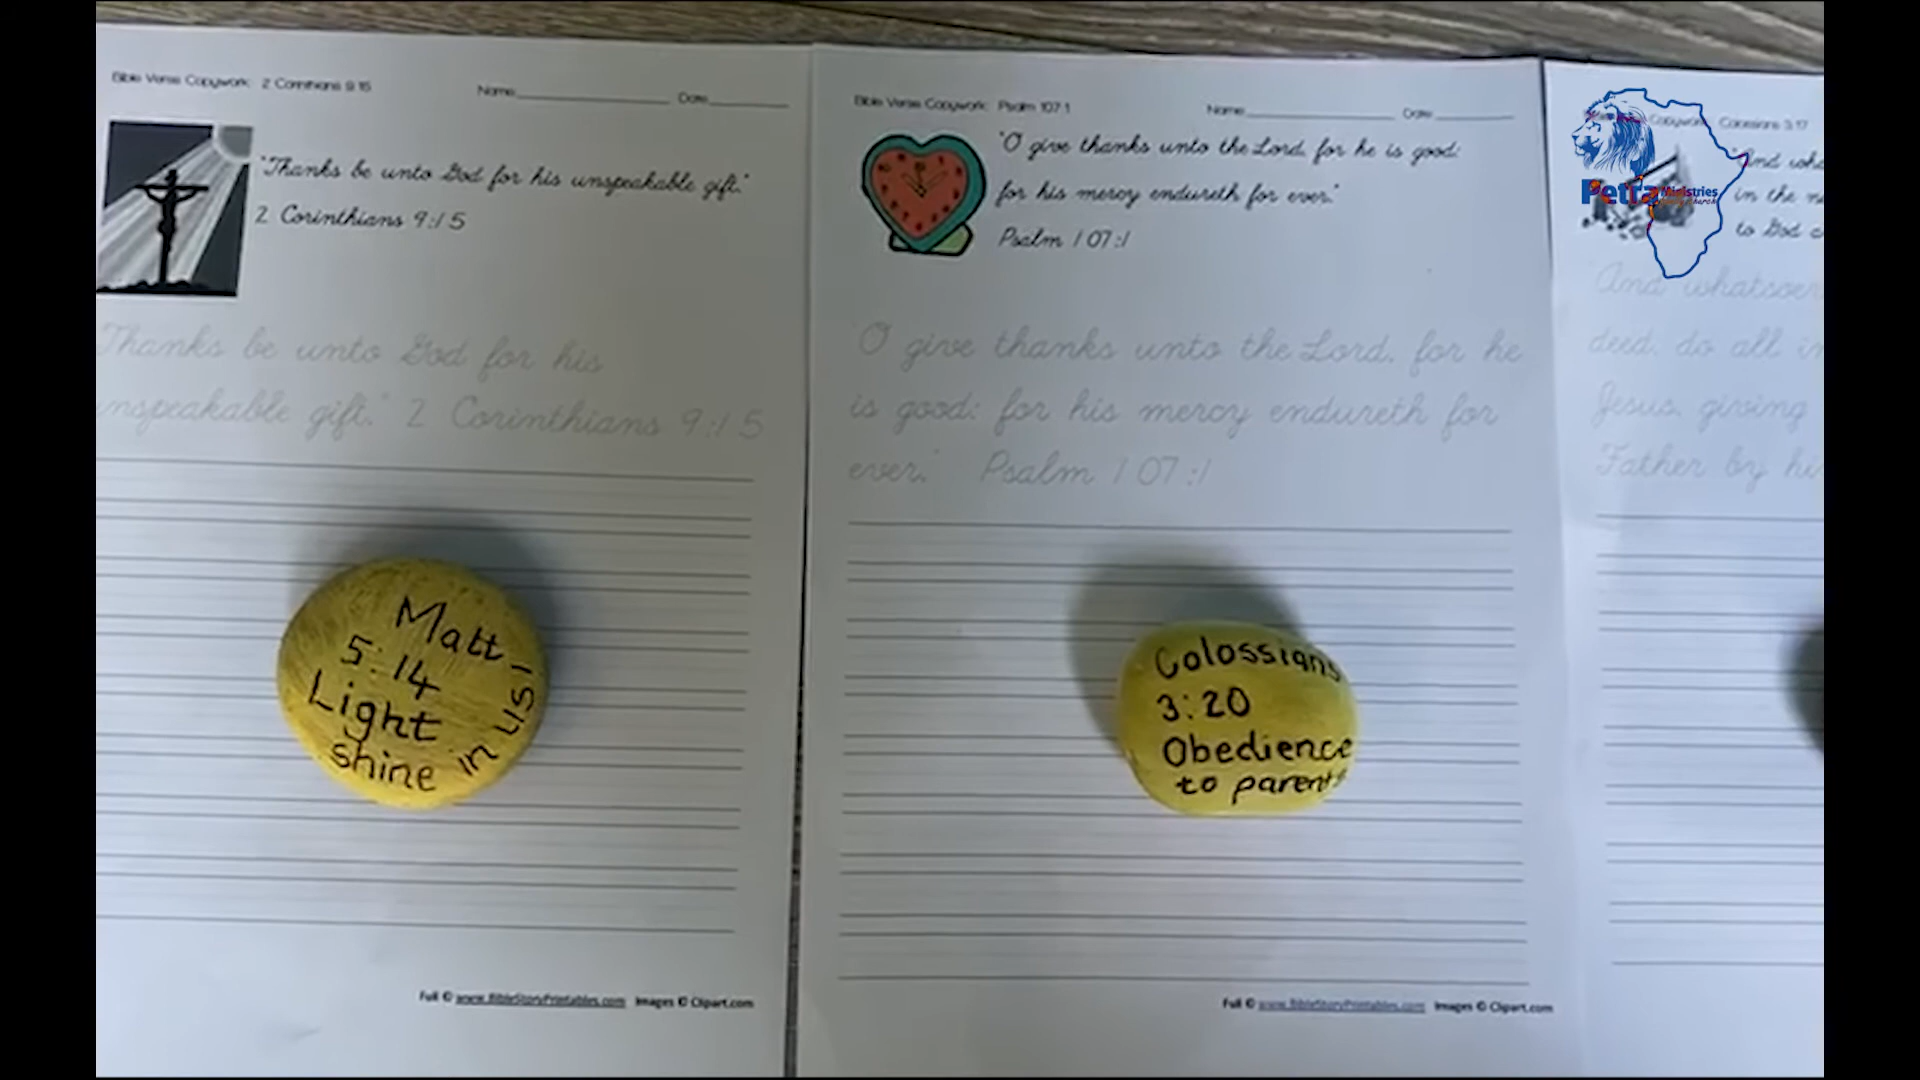 Bible Verse Copywork: 2 Corinthians 9:15 Name Date
"Thanks be unto God for his unspeakable gift."
2 Corinthians 9:15
Thanks be unto God for his
unspeakable gift." 2 Corinthians 9:15
Matt
5:14
Light
shine in us!
Full © www.BibleStoryPrintables.com Images © Clipart.com
Bible Verse Copywork: Psalm 107:1 Name Date
"O give thanks unto the Lord, for he is good:
for his mercy endureth for ever."
Psalm 107:1
O give thanks unto the Lord, for he
is good: for his mercy endureth for
ever." Psalm 107:1
Colossians
3:20
Obedience
to parents
Full © www.BibleStoryPrintables.com Images © Clipart.com
Copywork: Colossians 3:17
"And
in the
to God
And whatsoever
deed, do all in
Jesus, giving
Father by
Petra Ministries